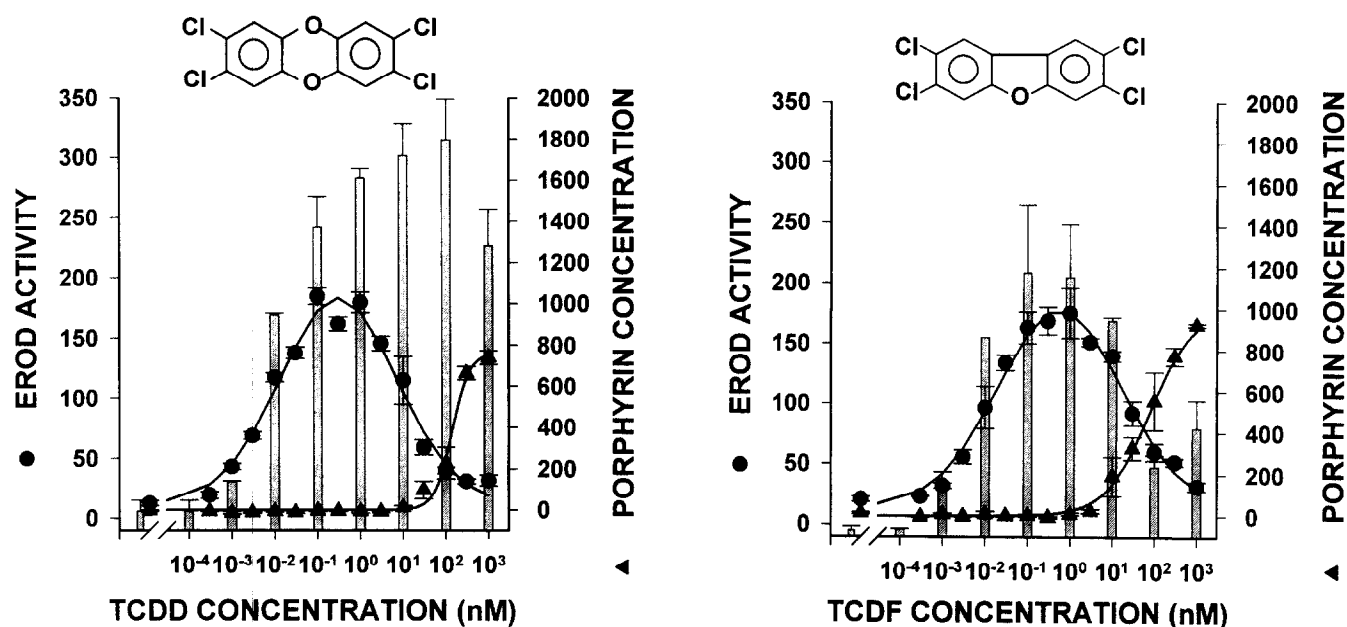 Cl O Cl
Cl O Cl
350 2000
300 1800
1600
250 1400
200 1200
1000
150 800
100 600
400
50 200
0 0
EROD ACTIVITY
PORPHYRIN CONCENTRATION
10⁻⁴ 10⁻³ 10⁻² 10⁻¹ 10⁰ 10¹ 10² 10³
TCDD CONCENTRATION (nM)
Cl Cl
Cl O Cl
350 2000
300 1800
1600
250 1400
200 1200
1000
150 800
100 600
400
50 200
0 0
EROD ACTIVITY
PORPHYRIN CONCENTRATION
10⁻⁴ 10⁻³ 10⁻² 10⁻¹ 10⁰ 10¹ 10² 10³
TCDF CONCENTRATION (nM)